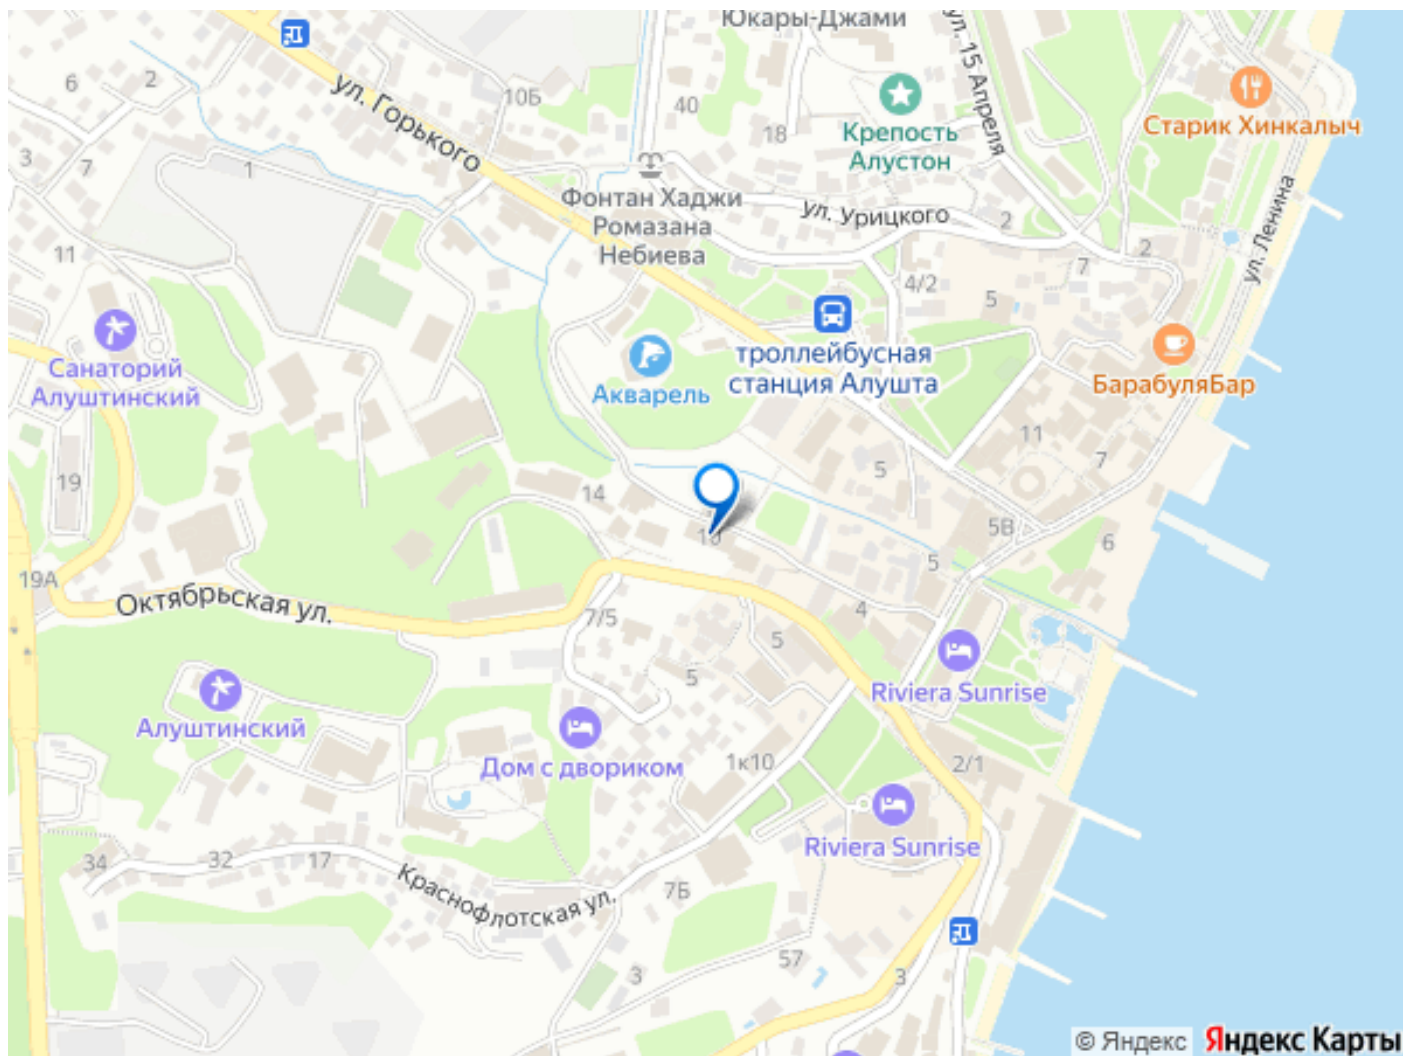 Юкары-Джами
ул. 15 Апреля
6
2
ул. Горького
10Б
40
18
Крепость
Алустон
Старик Хинкалыч
3
7
1
Фонтан Хаджи
Ромазана
Небиева
ул. Урицкого
2
2
ул. Ленина
11
7
4/2
5
Санаторий
Алуштинский
Акварель
троллейбусная
станция Алушта
БарабуляБар
11
7
5
19
14
10
5В
6
5
19А
Октябрьская ул.
7/5
4
5
5
Riviera Sunrise
Алуштинский
Дом с двориком
1к10
2/1
Riviera Sunrise
34
32
17
Краснофлотская ул.
7Б
57
3
3
© Яндекс
Яндекс Карты